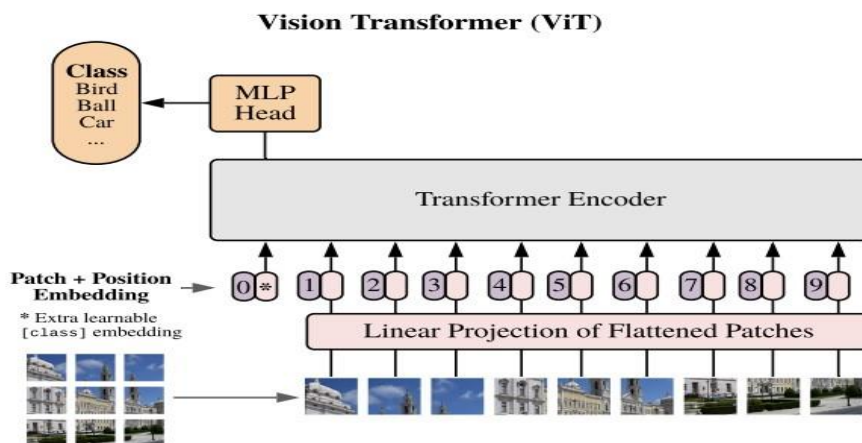 Vision Transformer (ViT)
Class
Bird
Ball
Car
...
MLP
Head
Transformer Encoder
Patch + Position
Embedding
0 * 1 2 3 4 5 6 7 8 9
* Extra learnable
[class] embedding
Linear Projection of Flattened Patches